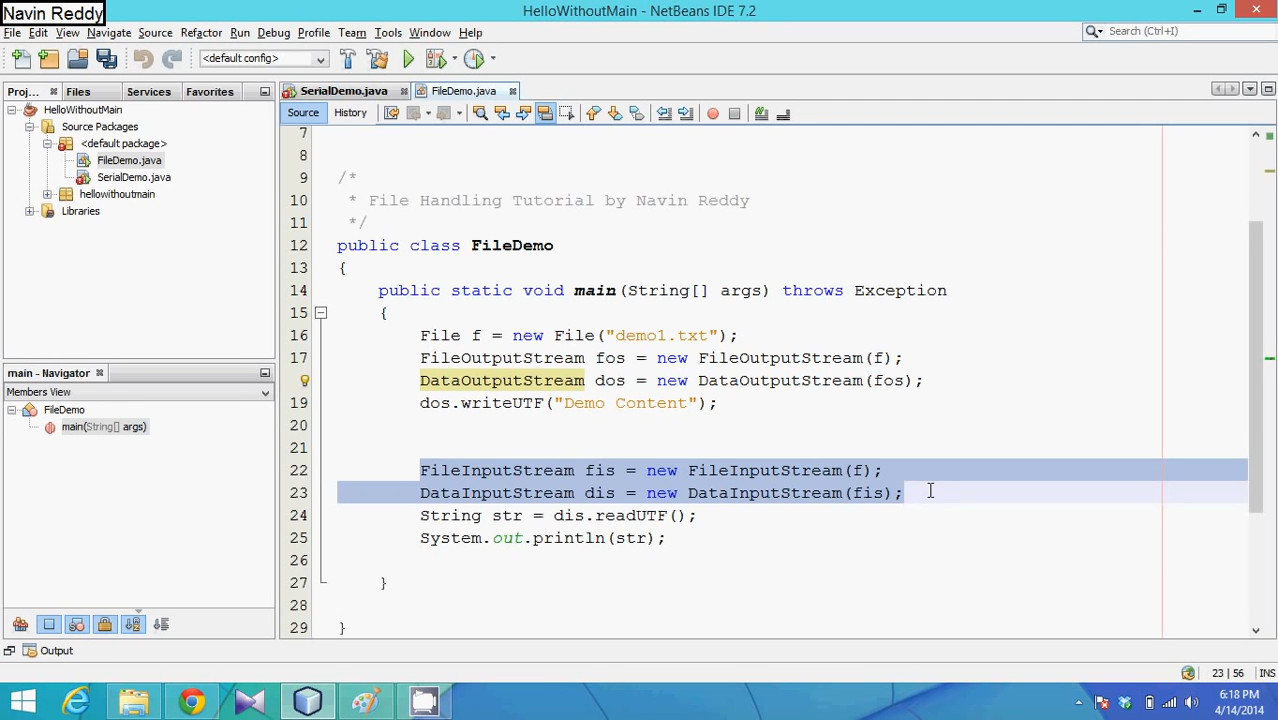 Navin Reddy
HelloWithoutMain - NetBeans IDE 7.2
File Edit View Navigate Source Refactor Run Debug Profile Team Tools Window Help
Search (Ctrl+I)
<default config>
Proj... Files Services Favorites
SerialDemo.java FileDemo.java
Source History
HelloWithoutMain
Source Packages
<default package>
FileDemo.java
SerialDemo.java
hellowithoutmain
Libraries
main - Navigator
Members View
FileDemo
main(String[] args)
7
8
9 /*
10 * File Handling Tutorial by Navin Reddy
11 */
12 public class FileDemo
13 {
14 public static void main(String[] args) throws Exception
15 {
16 File f = new File("demo1.txt");
17 FileOutputStream fos = new FileOutputStream(f);
DataOutputStream dos = new DataOutputStream(fos);
19 dos.writeUTF("Demo Content");
20
21
22 FileInputStream fis = new FileInputStream(f);
23 DataInputStream dis = new DataInputStream(fis);
24 String str = dis.readUTF();
25 System.out.println(str);
26
27 }
28
29 }
Output
23 | 56 INS
6:18 PM
4/14/2014